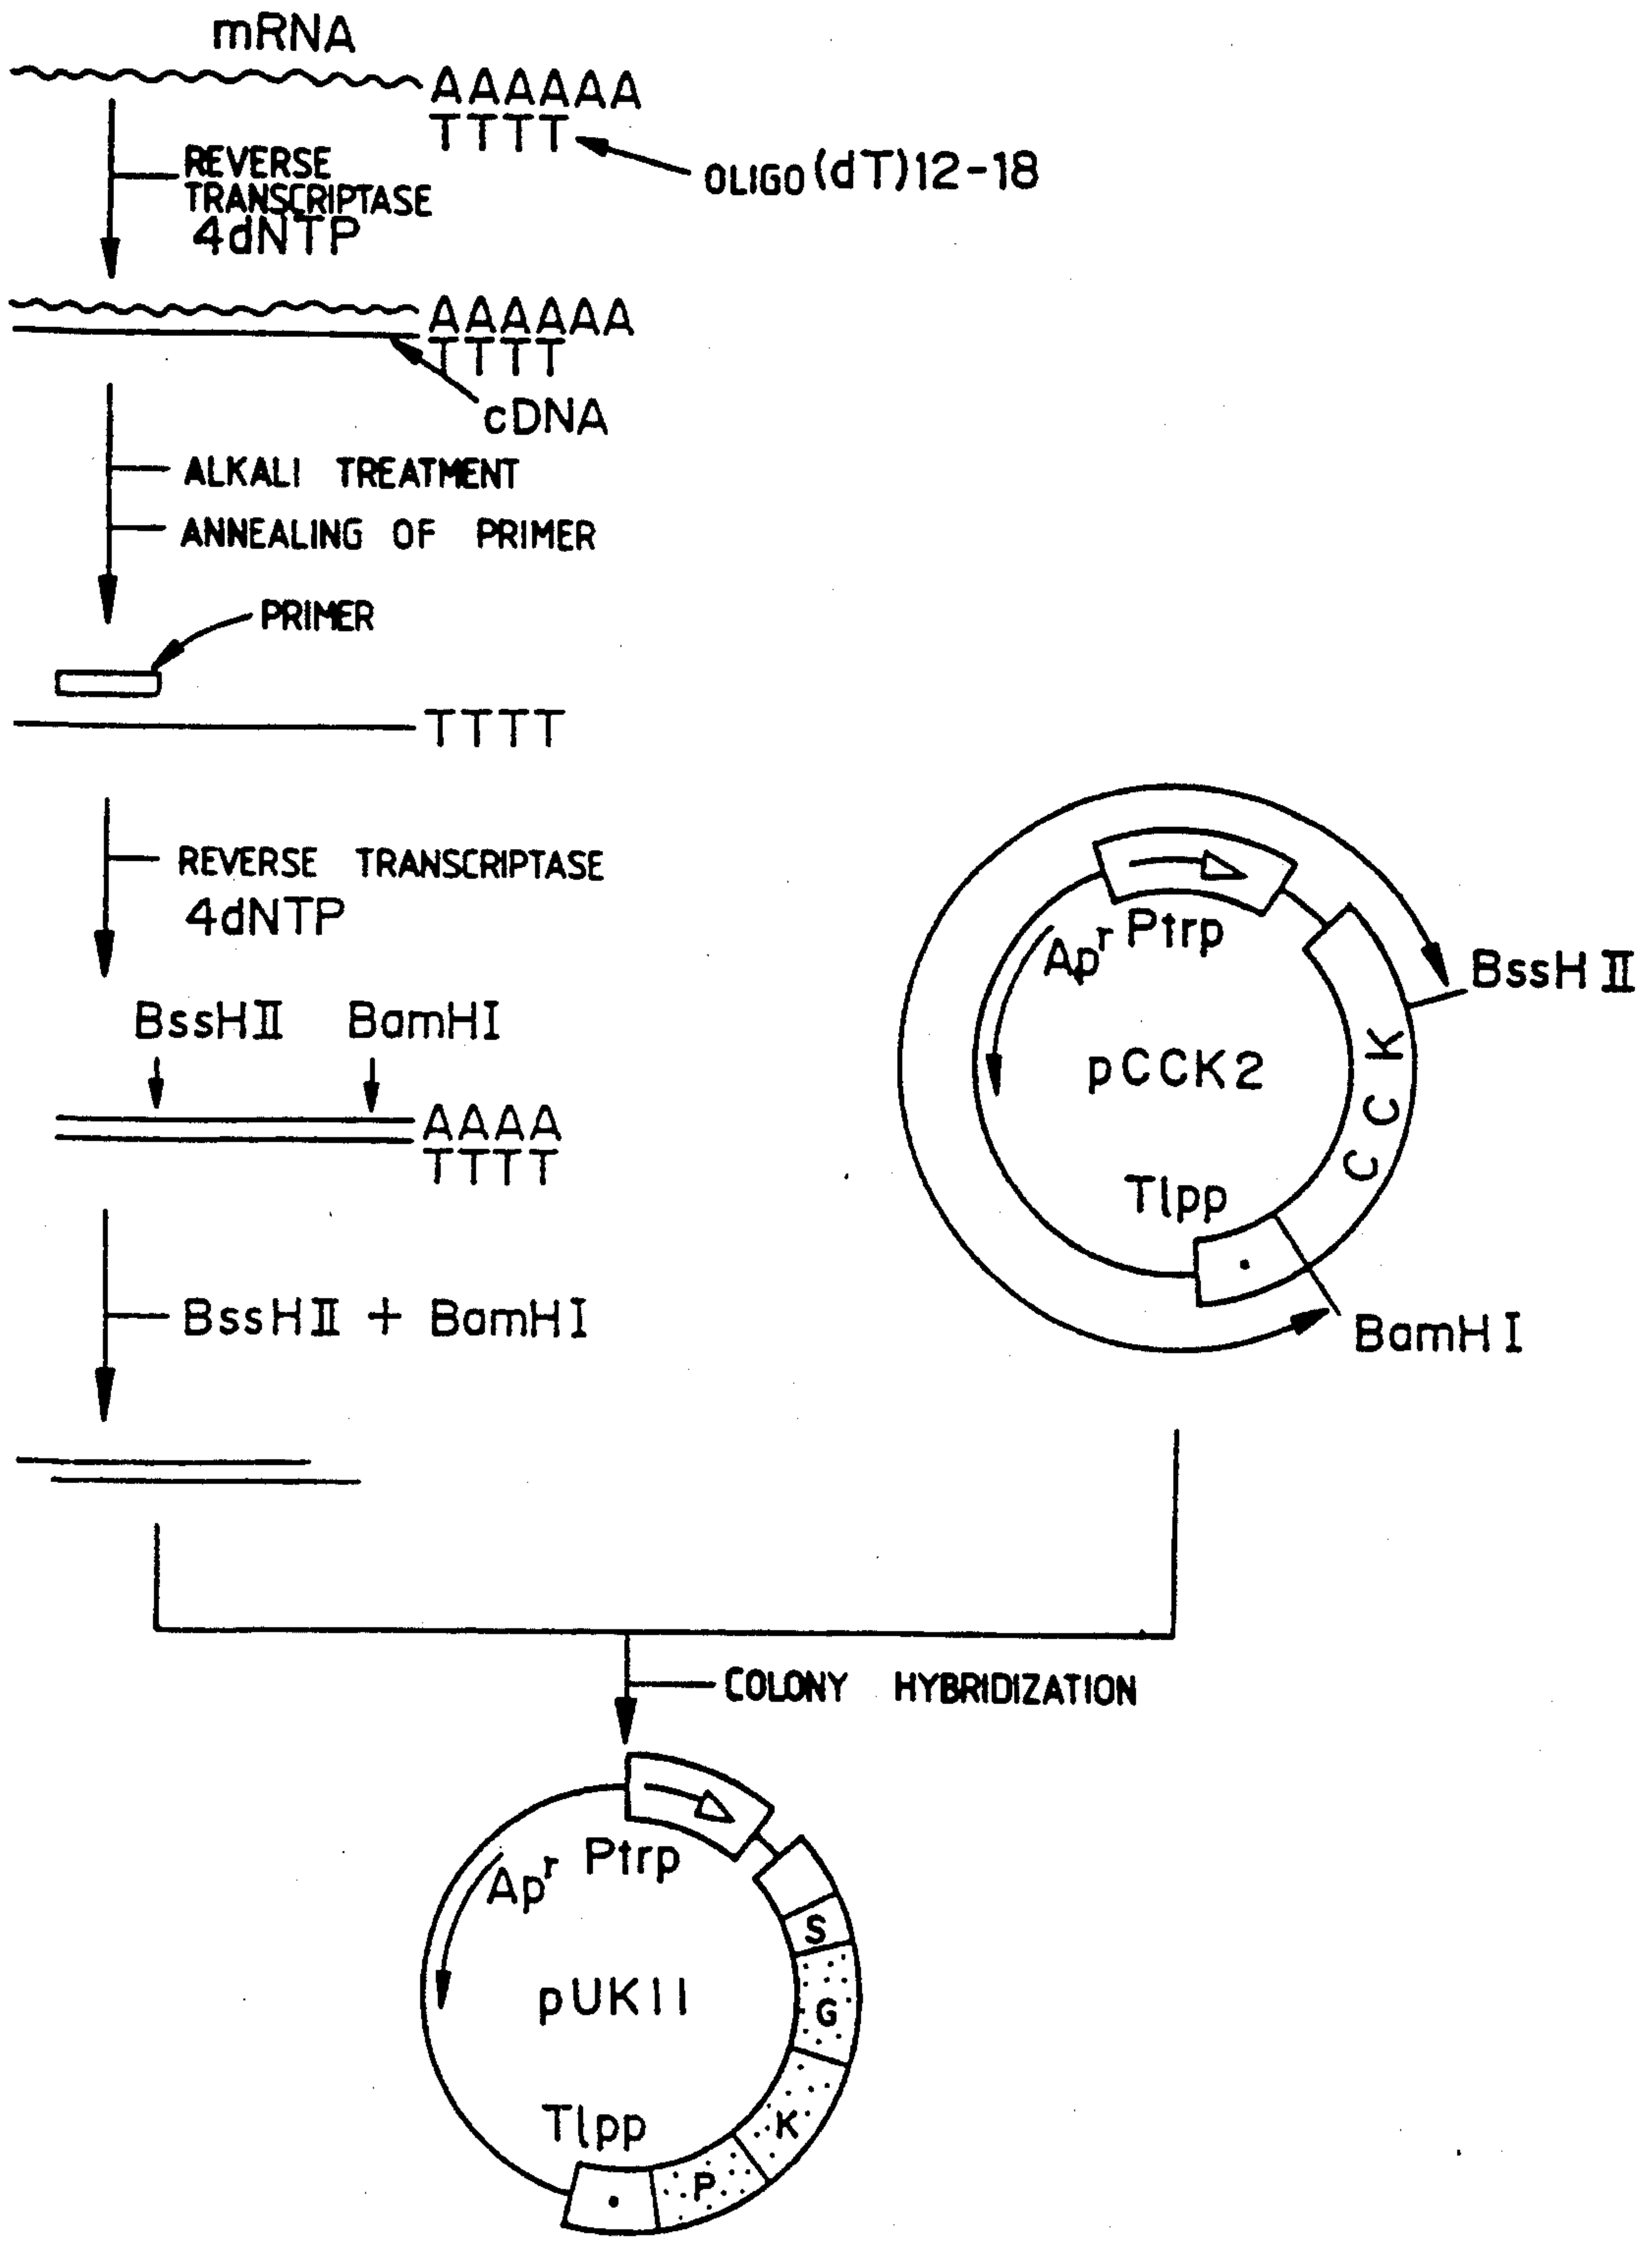 mRNA
AAAAAA
TTTT
OLIGO (dT)12-18
REVERSE
TRANSCRIPTASE
4dNTP
AAAAAA
TTTT
cDNA
ALKALI TREATMENT
ANNEALING OF PRIMER
PRIMER
TTTT
REVERSE TRANSCRIPTASE
4dNTP
BssHII BamHI
AAAA
TTTT
BssHII + BamHI
Apr Ptrp
BssHII
pCCK2
CCK
Tlpp
BamHI
COLONY HYBRIDIZATION
Apr Ptrp
S
pUK11
G
K
Tlpp
P